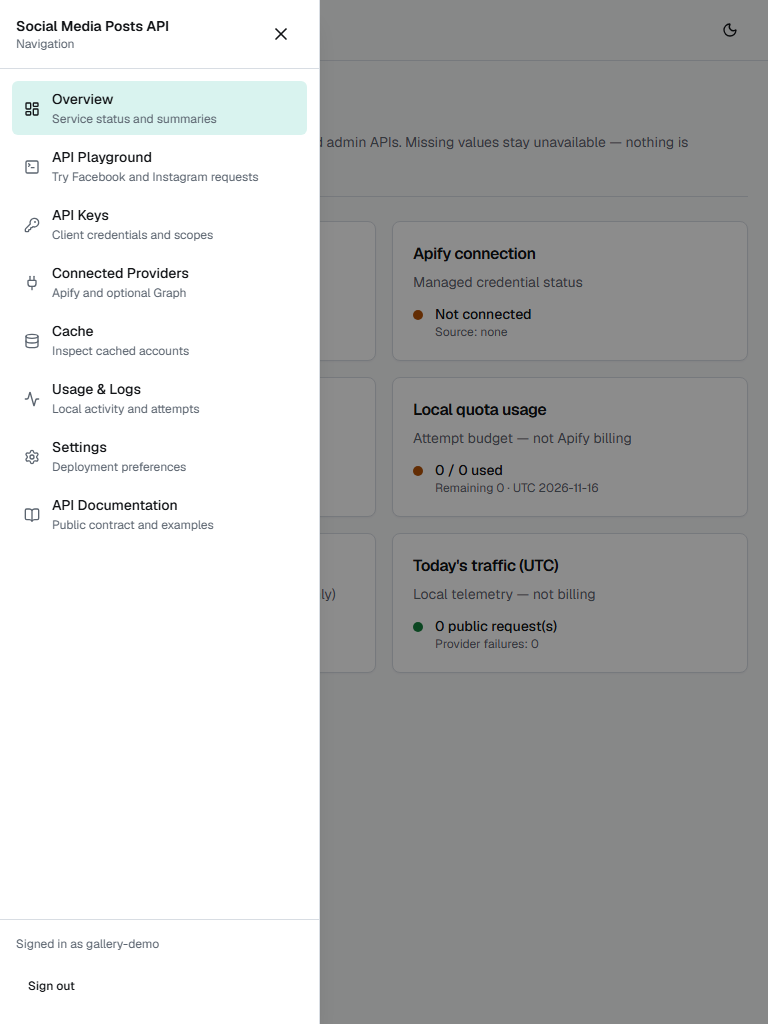 Social Media Posts API
Navigation
Overview
Service status and summaries
API Playground
Try Facebook and Instagram requests
API Keys
Client credentials and scopes
Connected Providers
Apify and optional Graph
Cache
Inspect cached accounts
Usage & Logs
Local activity and attempts
Settings
Deployment preferences
API Documentation
Public contract and examples
Signed in as gallery-demo
Sign out
admin APIs. Missing values stay unavailable — nothing is
Apify connection
Managed credential status
Not connected
Source: none
Local quota usage
Attempt budget — not Apify billing
0 / 0 used
Remaining 0 · UTC 2026-11-16
ly)
Today's traffic (UTC)
Local telemetry — not billing
0 public request(s)
Provider failures: 0